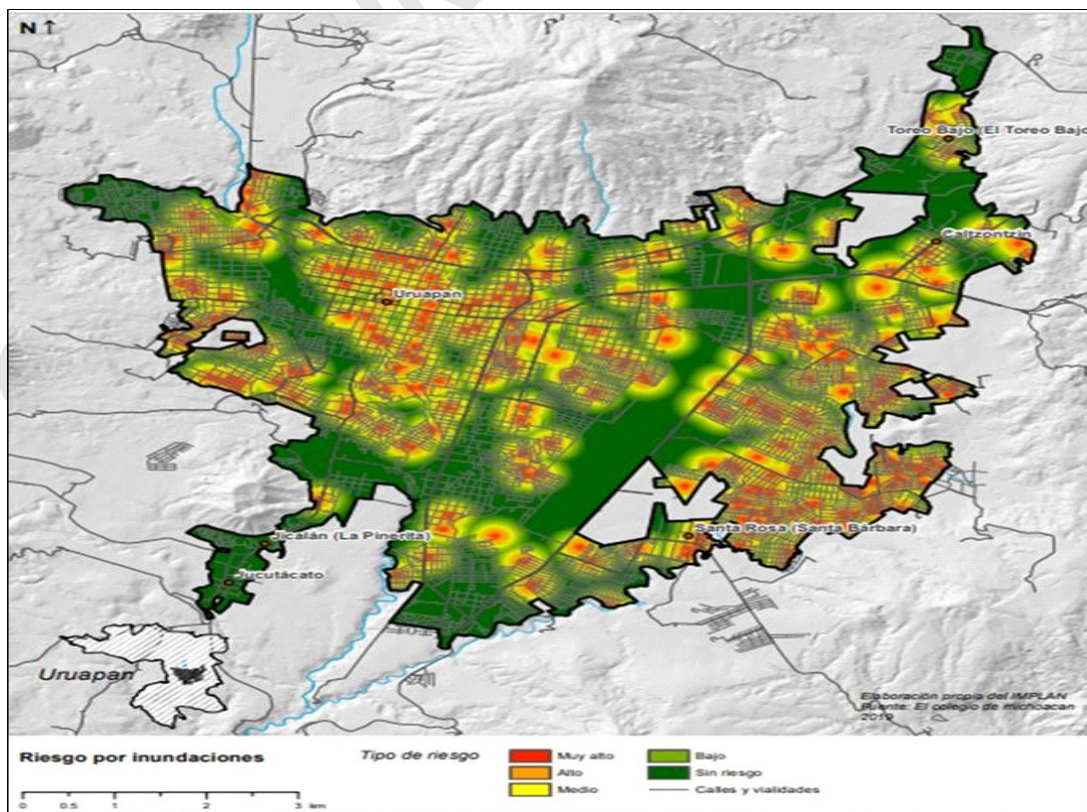 N ↑
Toreo Bajo (El Toreo Bajo
Caltzontzin
Uruapan
Santa Rosa (Santa Bárbara)
Jicalán (La Pinerita)
Jucutácato
Uruapan
Elaboración propia del IMPLAN
Fuente: El colegio de michoacan
2019
Riesgo por inundaciones
Tipo de riesgo
Muy alto
Alto
Medio
Bajo
Sin riesgo
Calles y vialidades
0 0.5 1 2 3 km